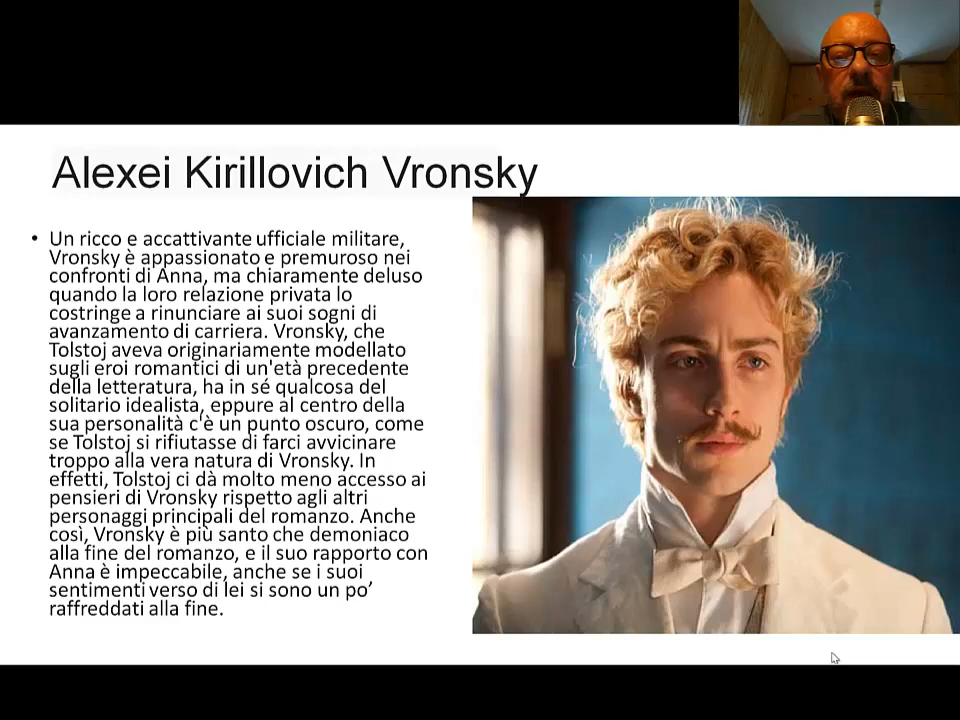 Alexei Kirillovich Vronsky
• Un ricco e accattivante ufficiale militare,
Vronsky è appassionato e premuroso nei
confronti di Anna, ma chiaramente deluso
quando la loro relazione privata lo
costringe a rinunciare ai suoi sogni di
avanzamento di carriera. Vronsky, che
Tolstoj aveva originariamente modellato
sugli eroi romantici di un'età precedente
della letteratura, ha in sé qualcosa del
solitario idealista, eppure al centro della
sua personalità c'è un punto oscuro, come
se Tolstoj si rifiutasse di farci avvicinare
troppo alla vera natura di Vronsky. In
effetti, Tolstoj ci dà molto meno accesso ai
pensieri di Vronsky rispetto agli altri
personaggi principali del romanzo. Anche
così, Vronsky è più santo che demoniaco
alla fine del romanzo, e il suo rapporto con
Anna è impeccabile, anche se i suoi
sentimenti verso di lei si sono un po’
raffreddati alla fine.